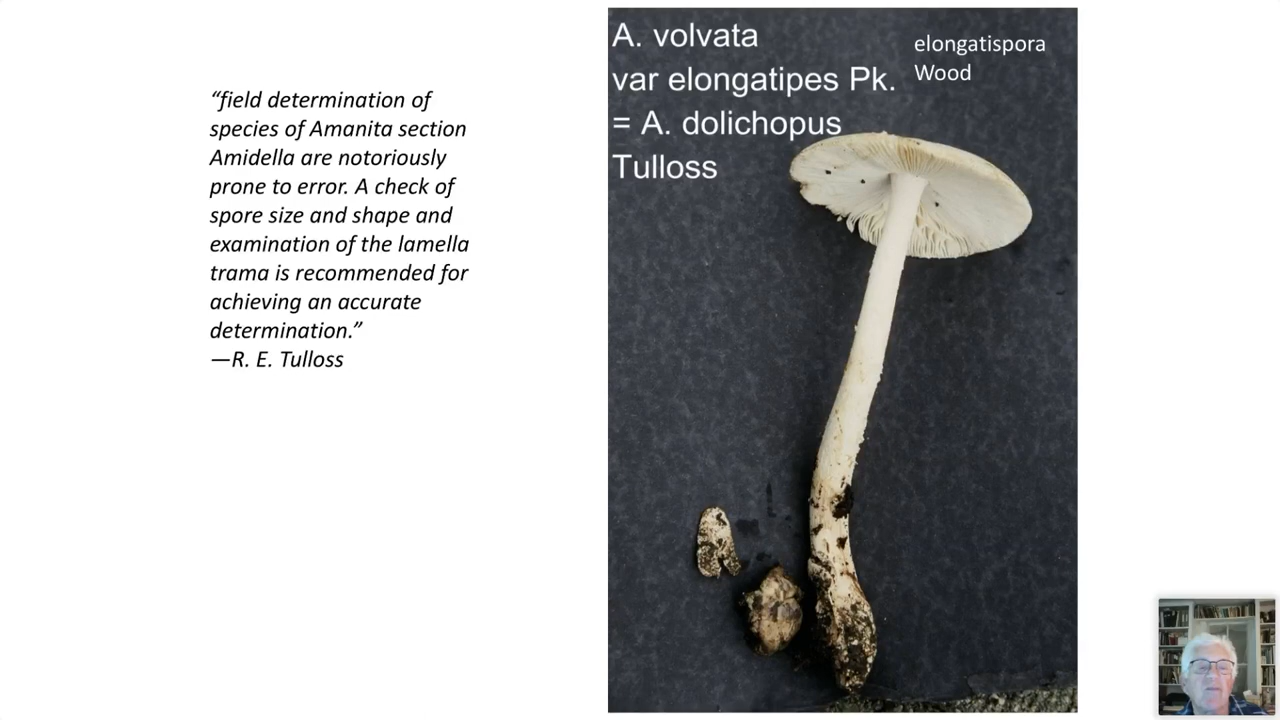 “field determination of
species of Amanita section
Amidella are notoriously
prone to error. A check of
spore size and shape and
examination of the lamella
trama is recommended for
achieving an accurate
determination.”
—R. E. Tulloss
A. volvata
var elongatipes Pk.
= A. dolichopus
Tulloss
elongatispora
Wood